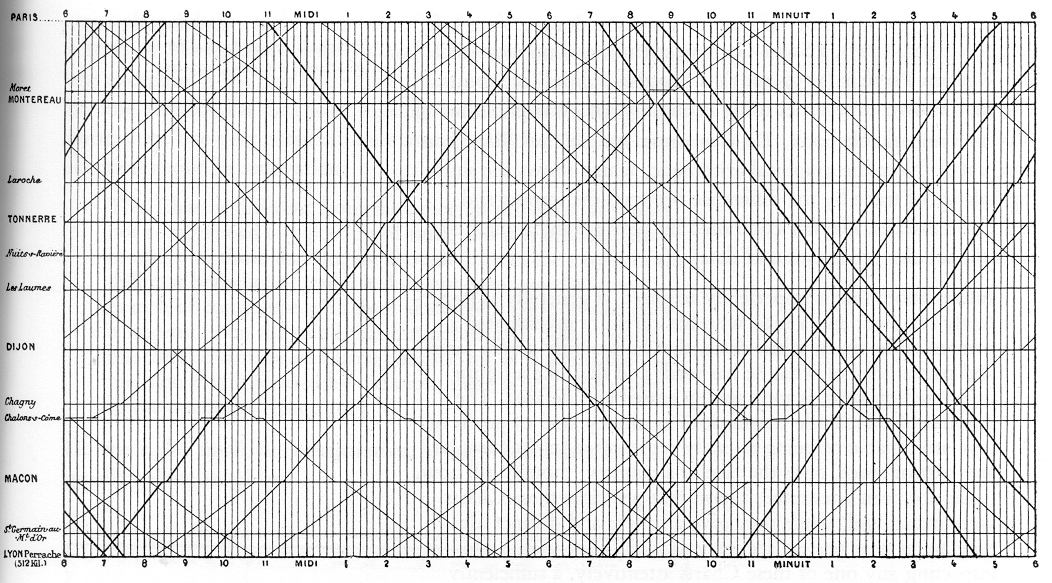 6 7 8 9 10 11 MIDI 1 2 3 4 5 6 7 8 9 10 11 MINUIT 1 2 3 4 5 6
PARIS......
Moret
MONTEREAU
Laroche
TONNERRE
Nuits-s-Ravière
Les Laumes
DIJON
Chagny
Chalons-s-Côme
MACON
St Germain-au-
Mt d'Or
LYON Perrache
(512 Kil.)
6 7 8 9 10 11 MIDI 1 2 3 4 5 6 7 8 9 10 11 MINUIT 1 2 3 4 5 6